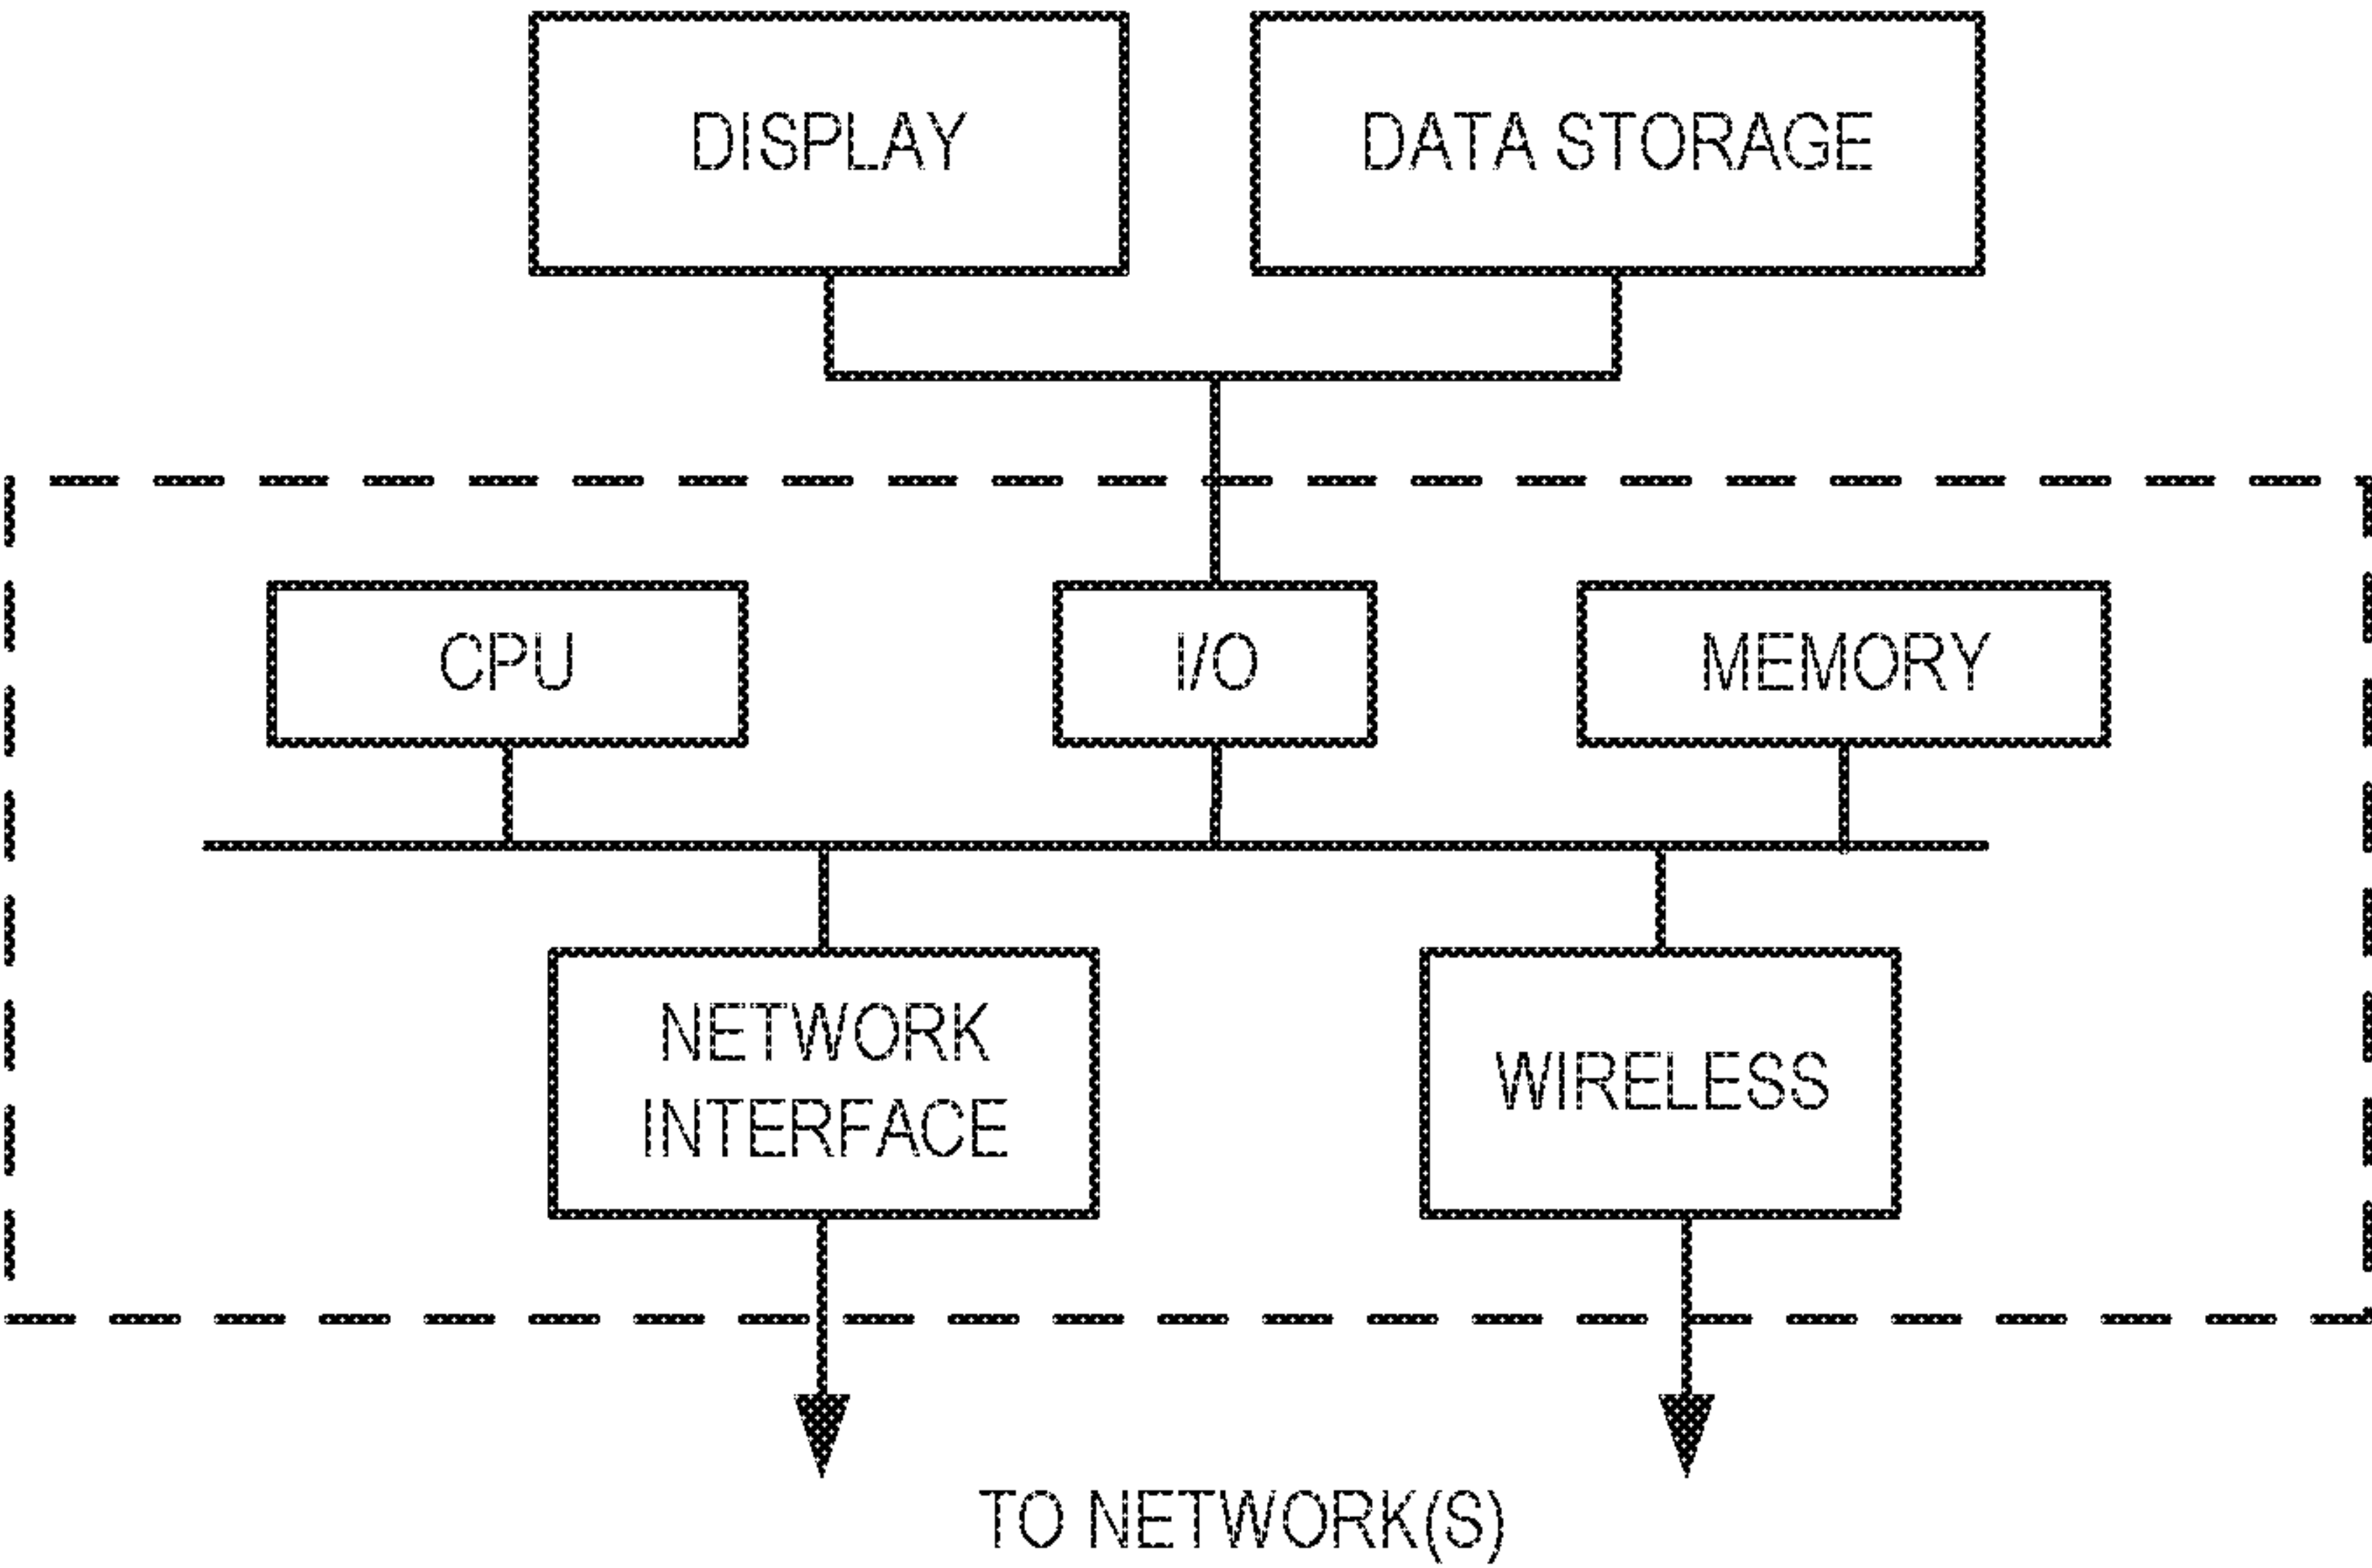 DISPLAY
DATA STORAGE
CPU
I/O
MEMORY
NETWORK
INTERFACE
WIRELESS
TO NETWORK(S)